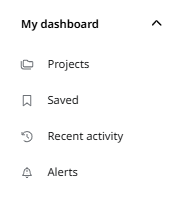 My dashboard
Projects
Saved
Recent activity
Alerts